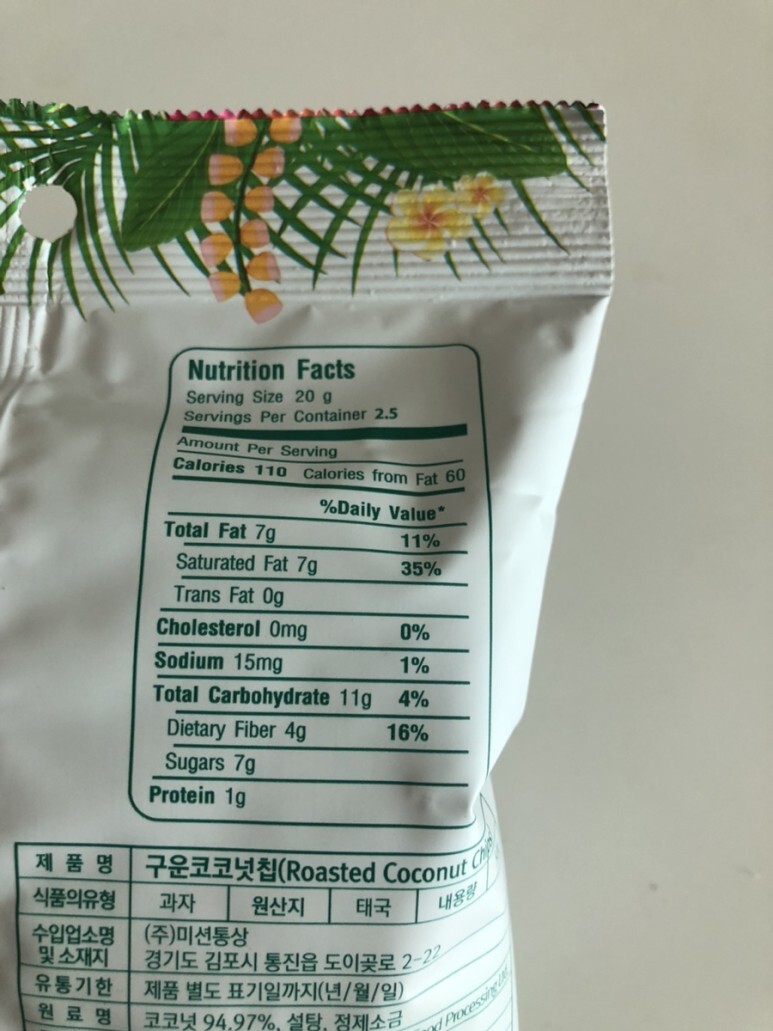 Nutrition Facts
Serving Size 20 g
Servings Per Container 2.5
Amount Per Serving
Calories 110 Calories from Fat 60
%Daily Value*
Total Fat 7g 11%
Saturated Fat 7g 35%
Trans Fat 0g
Cholesterol 0mg 0%
Sodium 15mg 1%
Total Carbohydrate 11g 4%
Dietary Fiber 4g 16%
Sugars 7g
Protein 1g
제 품 명 구운코코넛칩(Roasted Coconut Chip
식품의유형 과자 원산지 태국 내용량
수입업소명 (주)미션통상
및 소재지 경기도 김포시 통진읍 도이곶로 2-22
유통기한 제품 별도 표기일까지(년/월/일)
원 료 명 코코넛 94.97%, 설탕, 정제소금
Processing